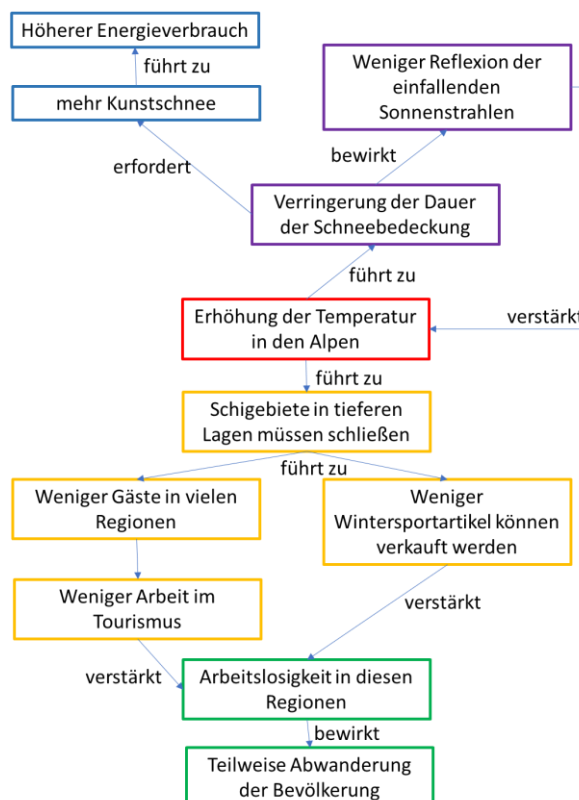 Höherer Energieverbrauch
führt zu
mehr Kunstschnee
erfordert
Weniger Reflexion der
einfallenden
Sonnenstrahlen
bewirkt
Verringerung der Dauer
der Schneebedeckung
führt zu
Erhöhung der Temperatur
in den Alpen
verstärkt
führt zu
Schigebiete in tieferen
Lagen müssen schließen
führt zu
Weniger Gäste in vielen
Regionen
Weniger
Wintersportartikel können
verkauft werden
Weniger Arbeit im
Tourismus
verstärkt
verstärkt
Arbeitslosigkeit in diesen
Regionen
bewirkt
Teilweise Abwanderung
der Bevölkerung